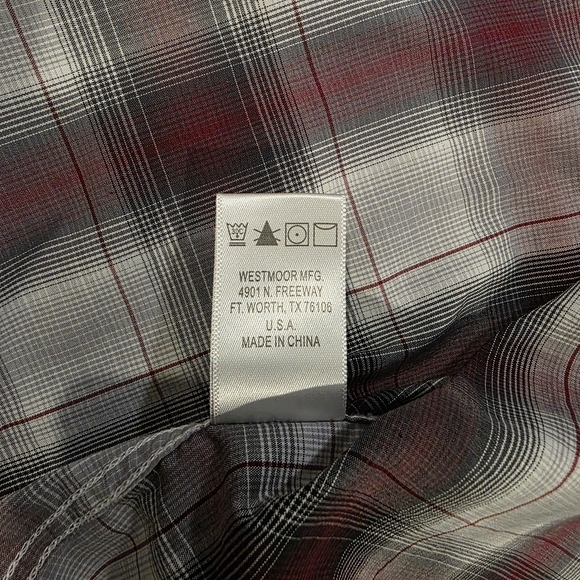 WESTMOOR MFG.
4901 N. FREEWAY
FT. WORTH, TX 76106
U.S.A.
MADE IN CHINA